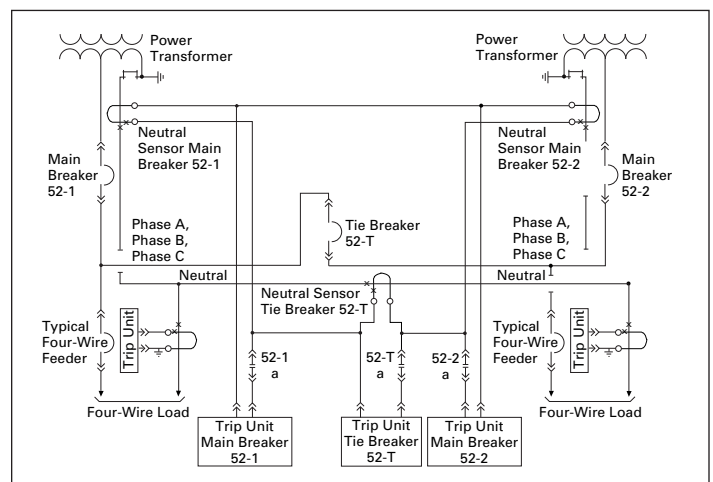 Power
Transformer
Power
Transformer
Neutral
Sensor Main
Breaker 52-1
Neutral
Sensor Main
Breaker 52-2
Main
Breaker
52-1
Main
Breaker
52-2
Phase A,
Phase B,
Phase C
Tie Breaker
52-T
Phase A,
Phase B,
Phase C
Neutral
Neutral
Neutral Sensor
Tie Breaker 52-T
Typical
Four-Wire
Feeder
Trip Unit
52-1
a
52-T
a
52-2
a
Typical
Four-Wire
Feeder
Trip Unit
Four-Wire Load
Four-Wire Load
Trip Unit
Main Breaker
52-1
Trip Unit
Tie Breaker
52-T
Trip Unit
Main Breaker
52-2